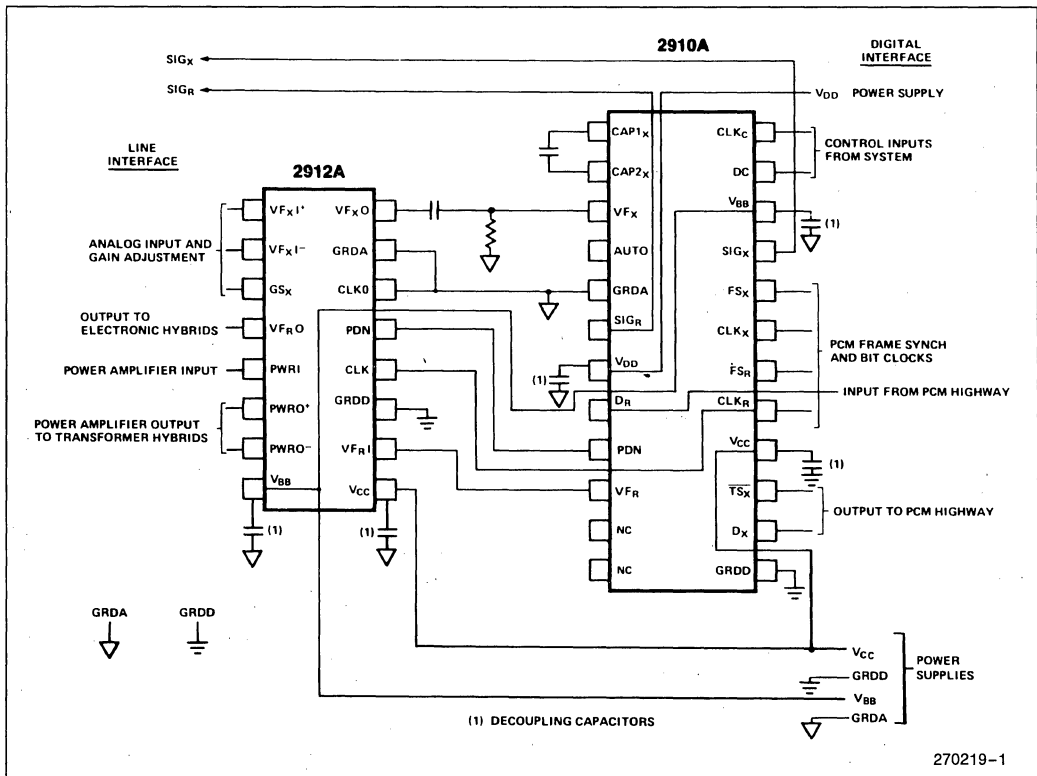 2910A
DIGITAL
INTERFACE
SIGX
SIGR
VDD POWER SUPPLY
LINE
INTERFACE
2912A
CAP1X
CAP2X
VFX
AUTO
GRDA
SIGR
VDD
DR
PDN
VFR
NC
NC
CLKC
DC
VBB
SIGX
FSX
CLKX
FSR
CLKR
VCC
TSX
DX
GRDD
CONTROL INPUTS
FROM SYSTEM
(1)
PCM FRAME SYNCH
AND BIT CLOCKS
INPUT FROM PCM HIGHWAY
(1)
OUTPUT TO PCM HIGHWAY
(1)
ANALOG INPUT AND
GAIN ADJUSTMENT
OUTPUT TO
ELECTRONIC HYBRIDS
POWER AMPLIFIER INPUT
POWER AMPLIFIER OUTPUT
TO TRANSFORMER HYBRIDS
VFXI+
VFXI−
GSX
VFRO
PWRI
PWRO+
PWRO−
VBB
VFXO
GRDA
CLK0
PDN
CLK
GRDD
VFRI
VCC
(1)
(1)
GRDA
GRDD
VCC
GRDD
VBB
GRDA
POWER
SUPPLIES
(1) DECOUPLING CAPACITORS
270219–1